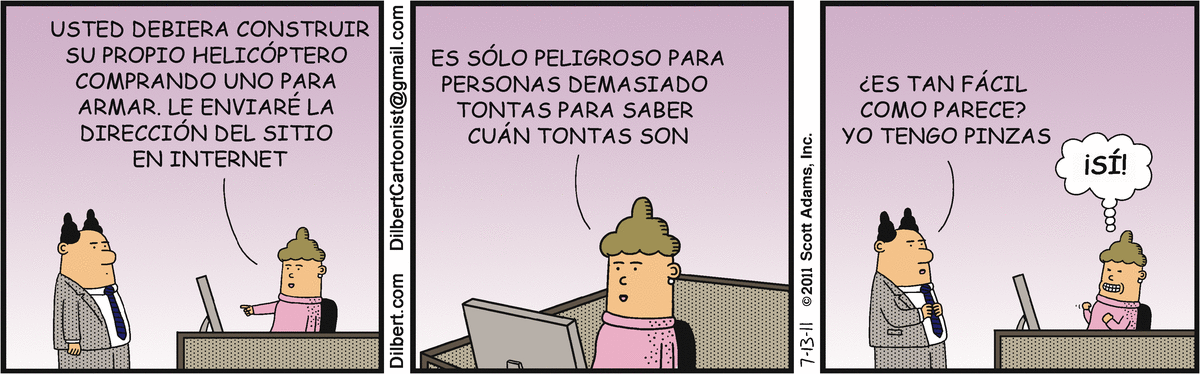 USTED DEBIERA CONSTRUIR
SU PROPIO HELICÓPTERO
COMPRANDO UNO PARA
ARMAR. LE ENVIARÉ LA
DIRECCIÓN DEL SITIO
EN INTERNET
Dilbert.com DilbertCartoonist@gmail.com
ES SÓLO PELIGROSO PARA
PERSONAS DEMASIADO
TONTAS PARA SABER
CUÁN TONTAS SON
7-13-11 ©2011 Scott Adams, Inc.
¿ES TAN FÁCIL
COMO PARECE?
YO TENGO PINZAS
¡SÍ!